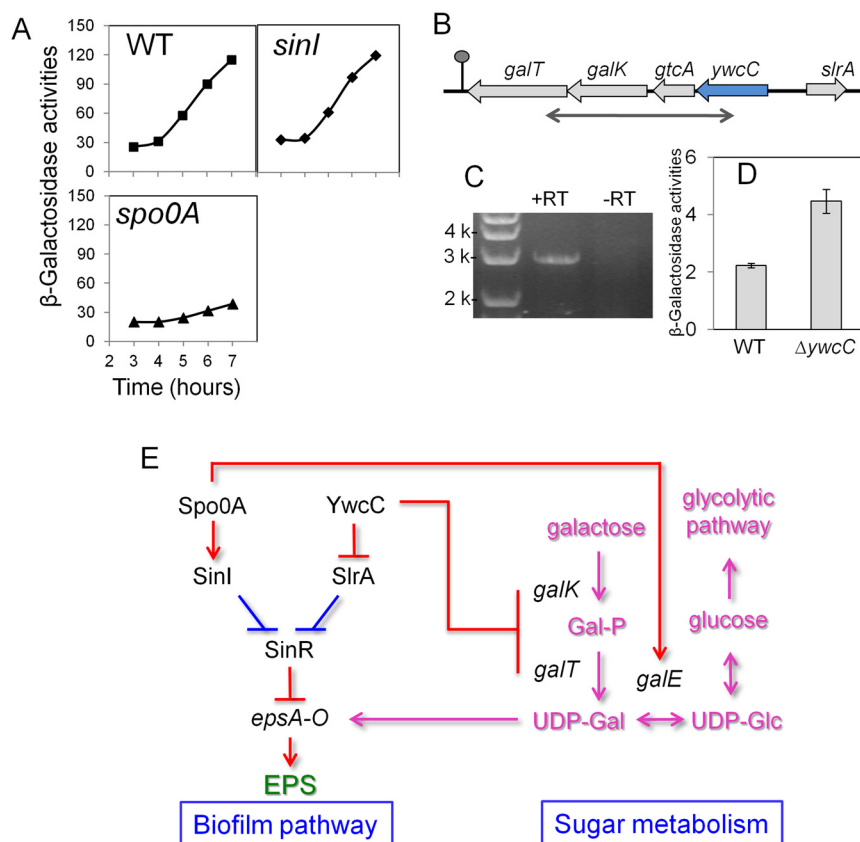 A
β-Galactosidase activities
WT
150
120
90
60
30
0
sinI
spo0A
150
120
90
60
30
0
2 3 4 5 6 7
Time (hours)
B
galT galK gtcA ywcC slrA
C
+RT -RT
4 k-
3 k-
2 k-
D
β-Galactosidase activities
6
4
2
0
WT ΔywcC
E
Spo0A YwcC
SinI SlrA
SinR
epsA-O
EPS
Biofilm pathway
galactose
glycolytic
pathway
galK
Gal-P
glucose
galT
galE
UDP-Gal UDP-Glc
Sugar metabolism